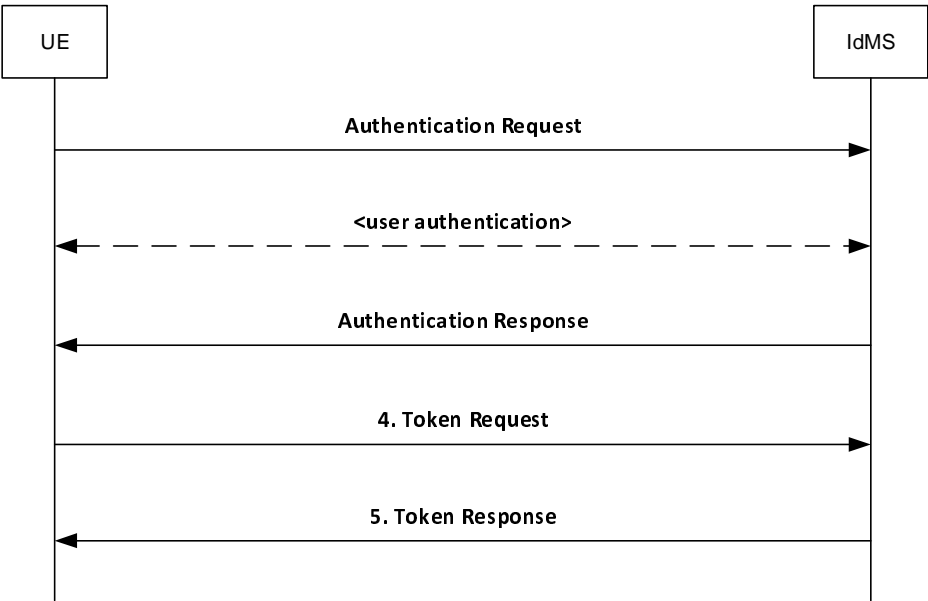 UE
IdMS
Authentication Request
<user authentication>
Authentication Response
4. Token Request
5. Token Response